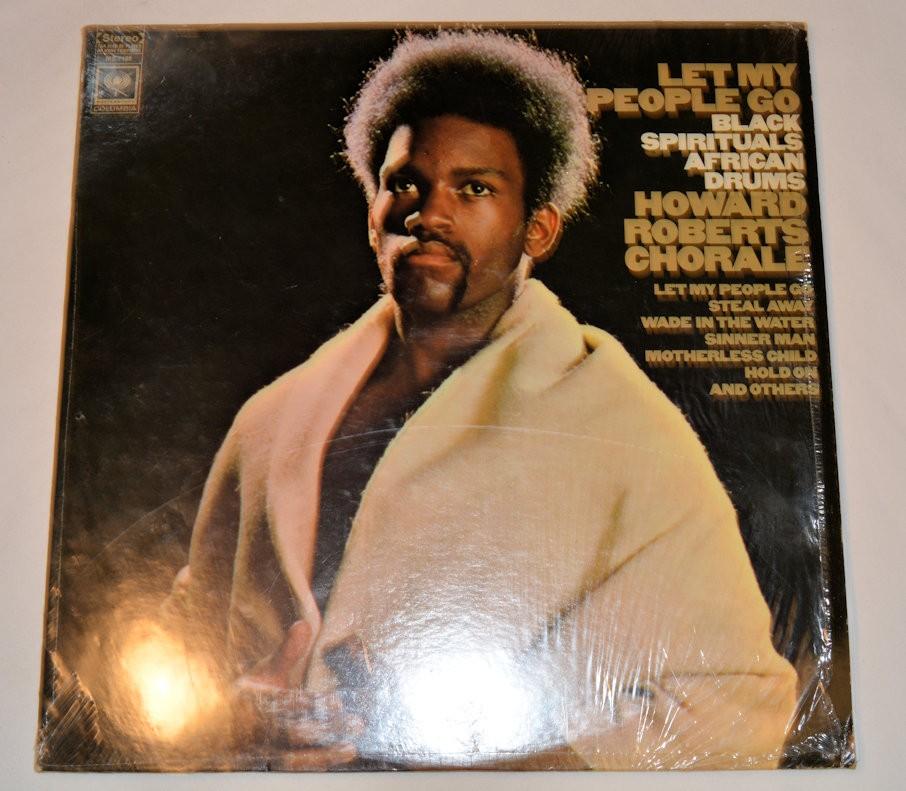 Stereo
COLUMBIA
LET MY
PEOPLE GO
BLACK
SPIRITUALS
AFRICAN
DRUMS
HOWARD
ROBERTS
CHORALE
LET MY PEOPLE GO
STEAL AWAY
WADE IN THE WATER
SINNER MAN
MOTHERLESS CHILD
HOLD ON
AND OTHERS